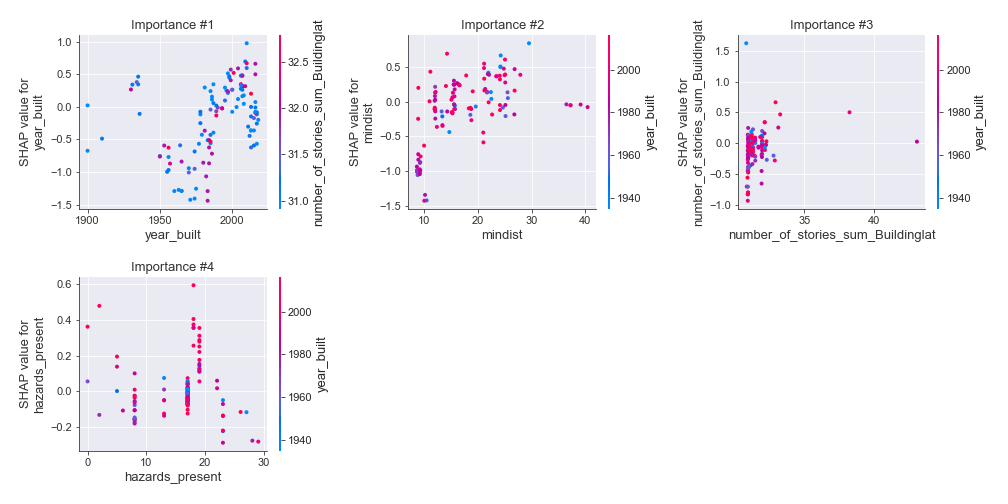 Importance #1
1.0
0.5
0.0
−0.5
−1.0
−1.5
1900
1950
2000
SHAP value for
year_built
year_built
32.5
32.0
31.5
31.0
number_of_stories_sum_Buildinglat
Importance #2
0.5
0.0
−0.5
−1.0
−1.5
10
20
30
40
SHAP value for
mindist
mindist
2000
1980
1960
1940
year_built
Importance #3
1.5
1.0
0.5
0.0
−0.5
−1.0
35
40
SHAP value for
number_of_stories_sum_Buildinglat
number_of_stories_sum_Buildinglat
2000
1980
1960
1940
year_built
Importance #4
0.6
0.4
0.2
0.0
−0.2
0
10
20
30
SHAP value for
hazards_present
hazards_present
2000
1980
1960
1940
year_built